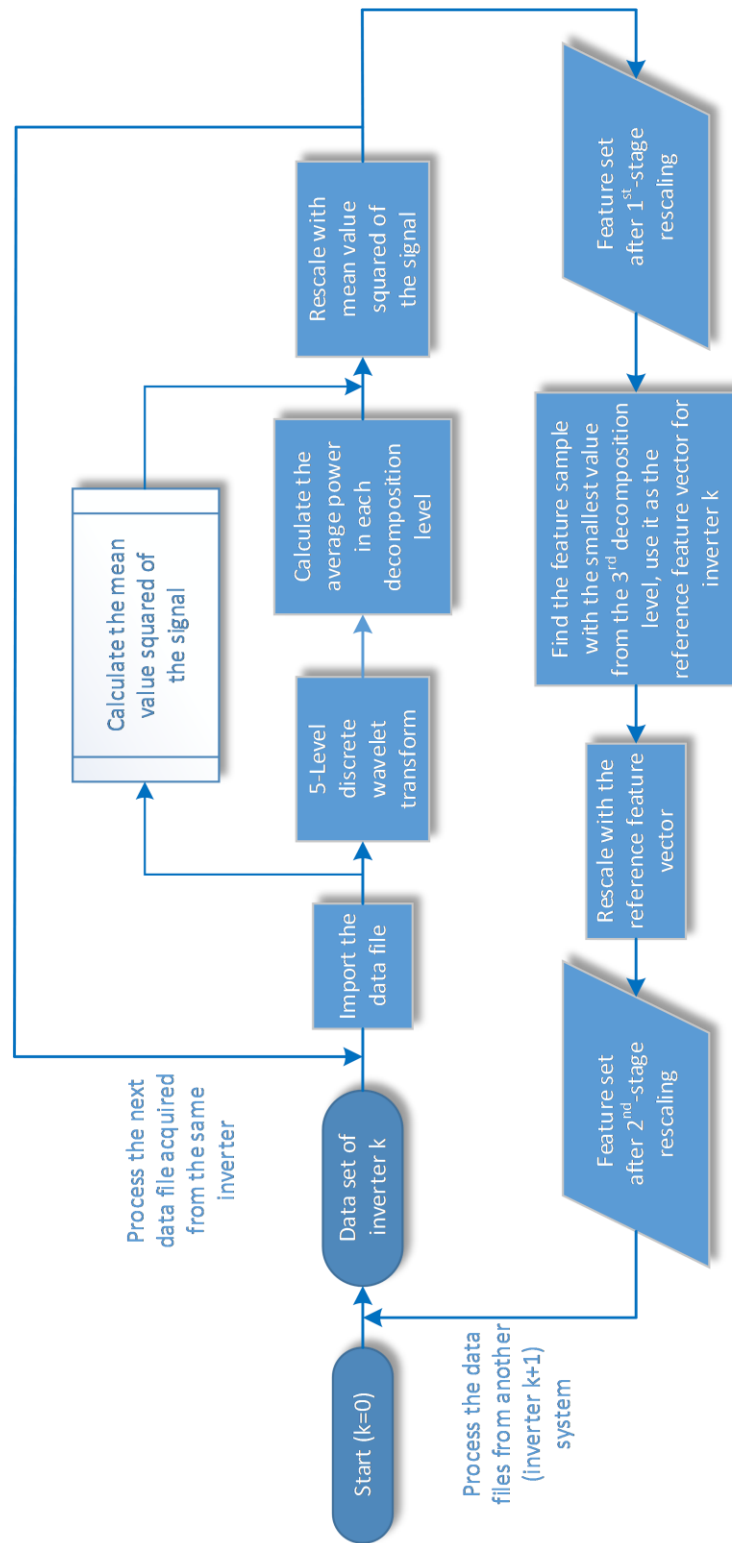 Start (k=0)
Data set of
inverter k
Import the
data file
5-Level
discrete
wavelet
transform
Calculate the
average power
in each
decomposition
level
Rescale with
mean value
squared of
the signal
Calculate the mean
value squared of
the signal
Process the next
data file acquired
from the same
inverter
Feature set
after 1st-stage
rescaling
Find the feature sample
with the smallest value
from the 3rd decomposition
level, use it as the
reference feature vector for
inverter k
Rescale with the
reference feature
vector
Feature set
after 2nd-stage
rescaling
Process the data
files from another
(inverter k+1)
system